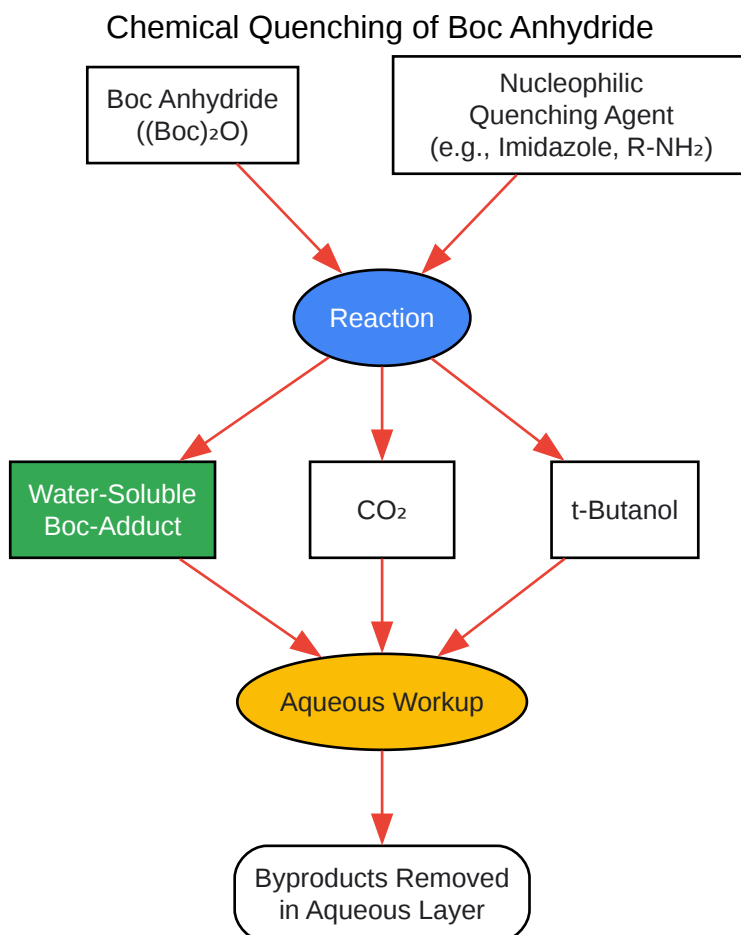 Chemical Quenching of Boc Anhydride
Boc Anhydride
((Boc)₂O)
Nucleophilic
Quenching Agent
(e.g., Imidazole, R-NH₂)
Reaction
Water-Soluble
Boc-Adduct
CO₂
t-Butanol
Aqueous Workup
Byproducts Removed
in Aqueous Layer